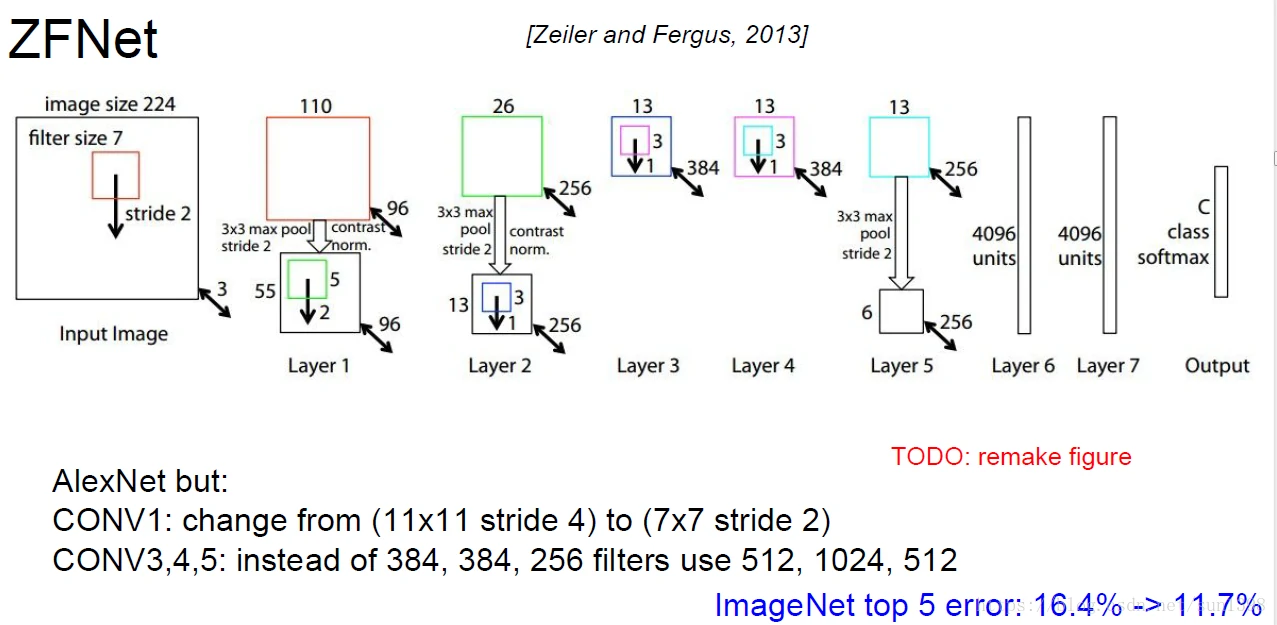 ZFNet
[Zeiler and Fergus, 2013]
image size 224
filter size 7
stride 2
3
Input Image
110
96
3x3 max pool
stride 2
contrast
norm.
55
5
2
96
Layer 1
26
256
3x3 max
pool
stride 2
contrast
norm.
13
3
1
256
Layer 2
13
3
1
384
Layer 3
13
3
1
384
Layer 4
13
256
3x3 max
pool
stride 2
6
256
Layer 5
4096
units
Layer 6
4096
units
Layer 7
C
class
softmax
Output
TODO: remake figure
AlexNet but:
CONV1: change from (11x11 stride 4) to (7x7 stride 2)
CONV3,4,5: instead of 384, 384, 256 filters use 512, 1024, 512
ImageNet top 5 error: 16.4% -> 11.7%